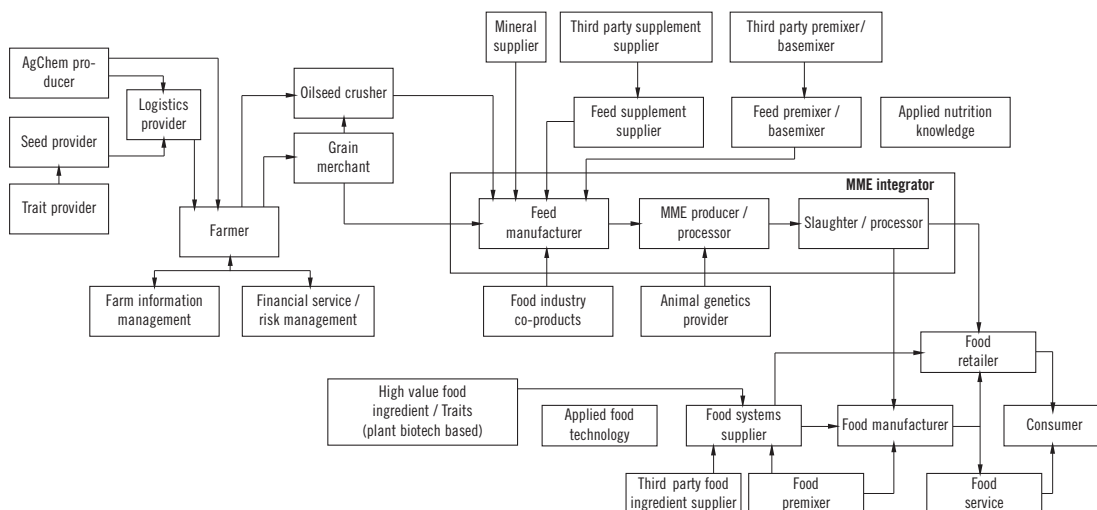 Mineral
supplier
Third party supplement
supplier
Third party premixer/
basemixer
AgChem pro-
ducer
Logistics
provider
Oilseed crusher
Feed supplement
supplier
Feed premixer /
basemixer
Applied nutrition
knowledge
Seed provider
Grain
merchant
Trait provider
MME integrator
Farmer
Feed
manufacturer
MME producer /
processor
Slaughter / processor
Farm information
management
Financial service /
risk management
Food industry
co-products
Animal genetics
provider
Food
retailer
High value food
ingredient / Traits
(plant biotech based)
Applied food
technology
Food systems
supplier
Food manufacturer
Consumer
Third party food
ingredient supplier
Food
premixer
Food
service